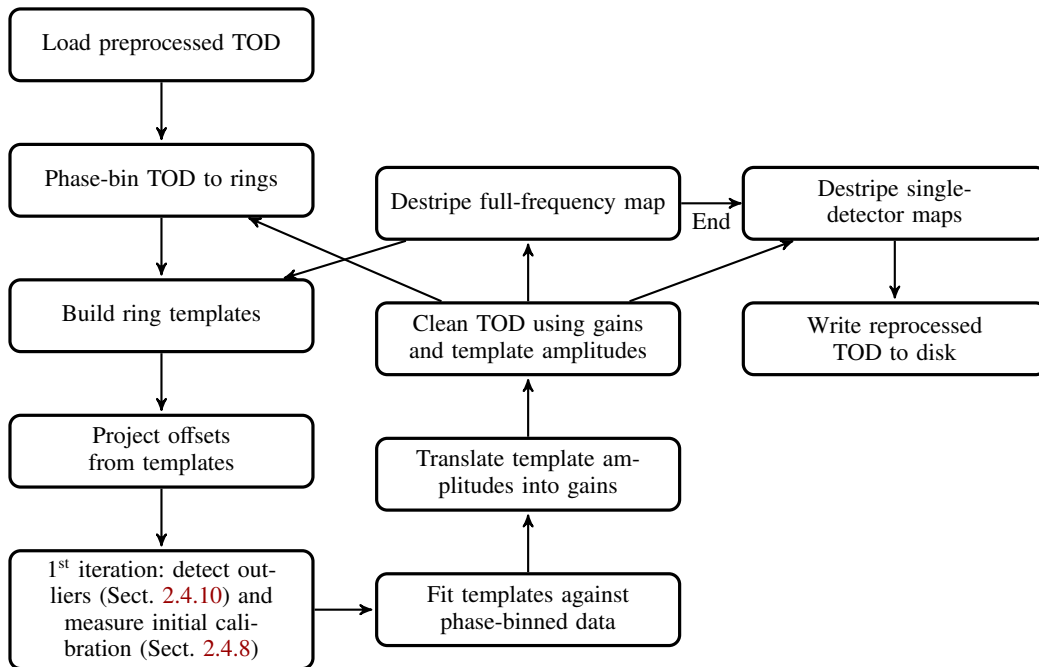 Load preprocessed TOD
Phase-bin TOD to rings
Build ring templates
Project offsets
from templates
1st iteration: detect out-
liers (Sect. 2.4.10) and
measure initial cali-
bration (Sect. 2.4.8)
Destripe full-frequency map
Clean TOD using gains
and template amplitudes
Translate template am-
plitudes into gains
Fit templates against
phase-binned data
End
Destripe single-
detector maps
Write reprocessed
TOD to disk